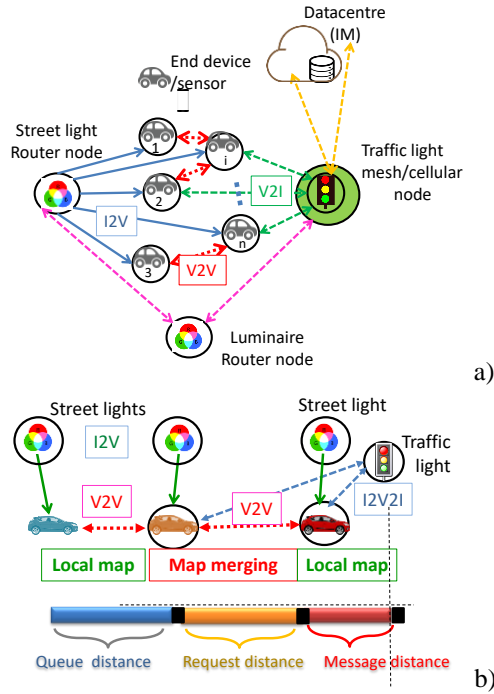 Datacentre
(IM)
End device
/sensor
Street light
Router node
1
i
Traffic light
mesh/cellular
node
2
V2I
I2V
n
3
V2V
Luminaire
Router node
a)
Street lights
Street light
I2V
Traffic
light
V2V
V2V
I2V2I
Local map
Map merging
Local map
Queue distance
Request distance
Message distance
b)